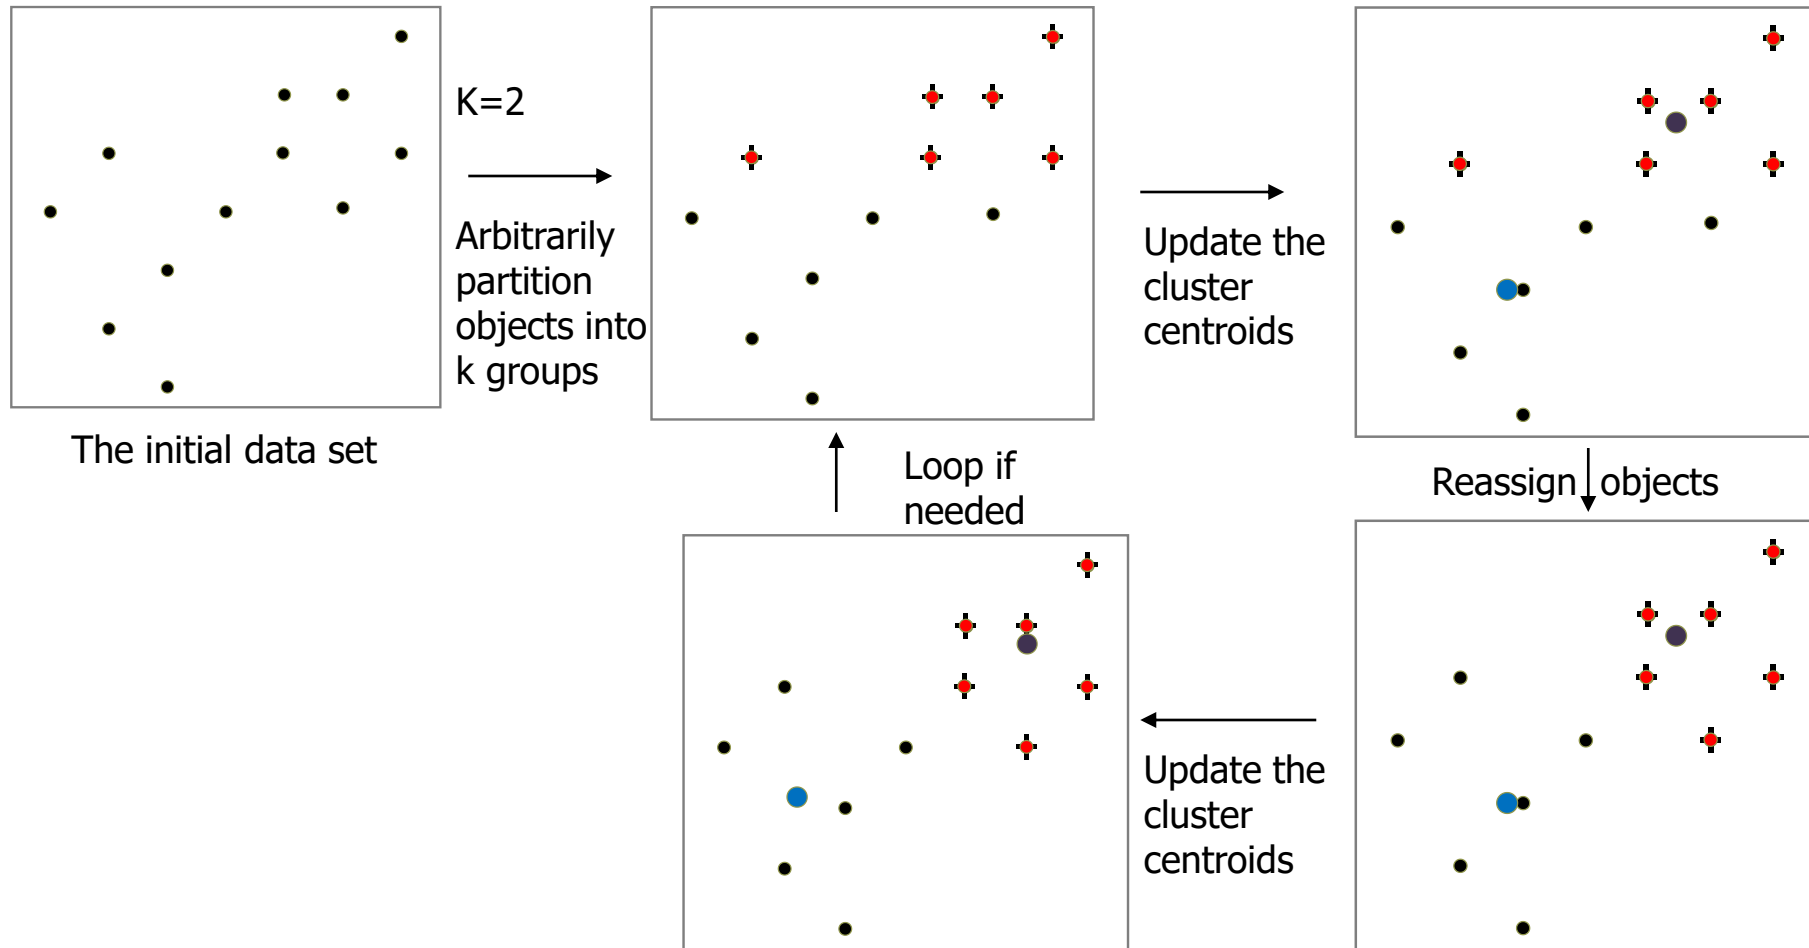 K=2
Arbitrarily
partition
objects into
k groups
The initial data set
Update the
cluster
centroids
Reassign objects
Update the
cluster
centroids
Loop if
needed